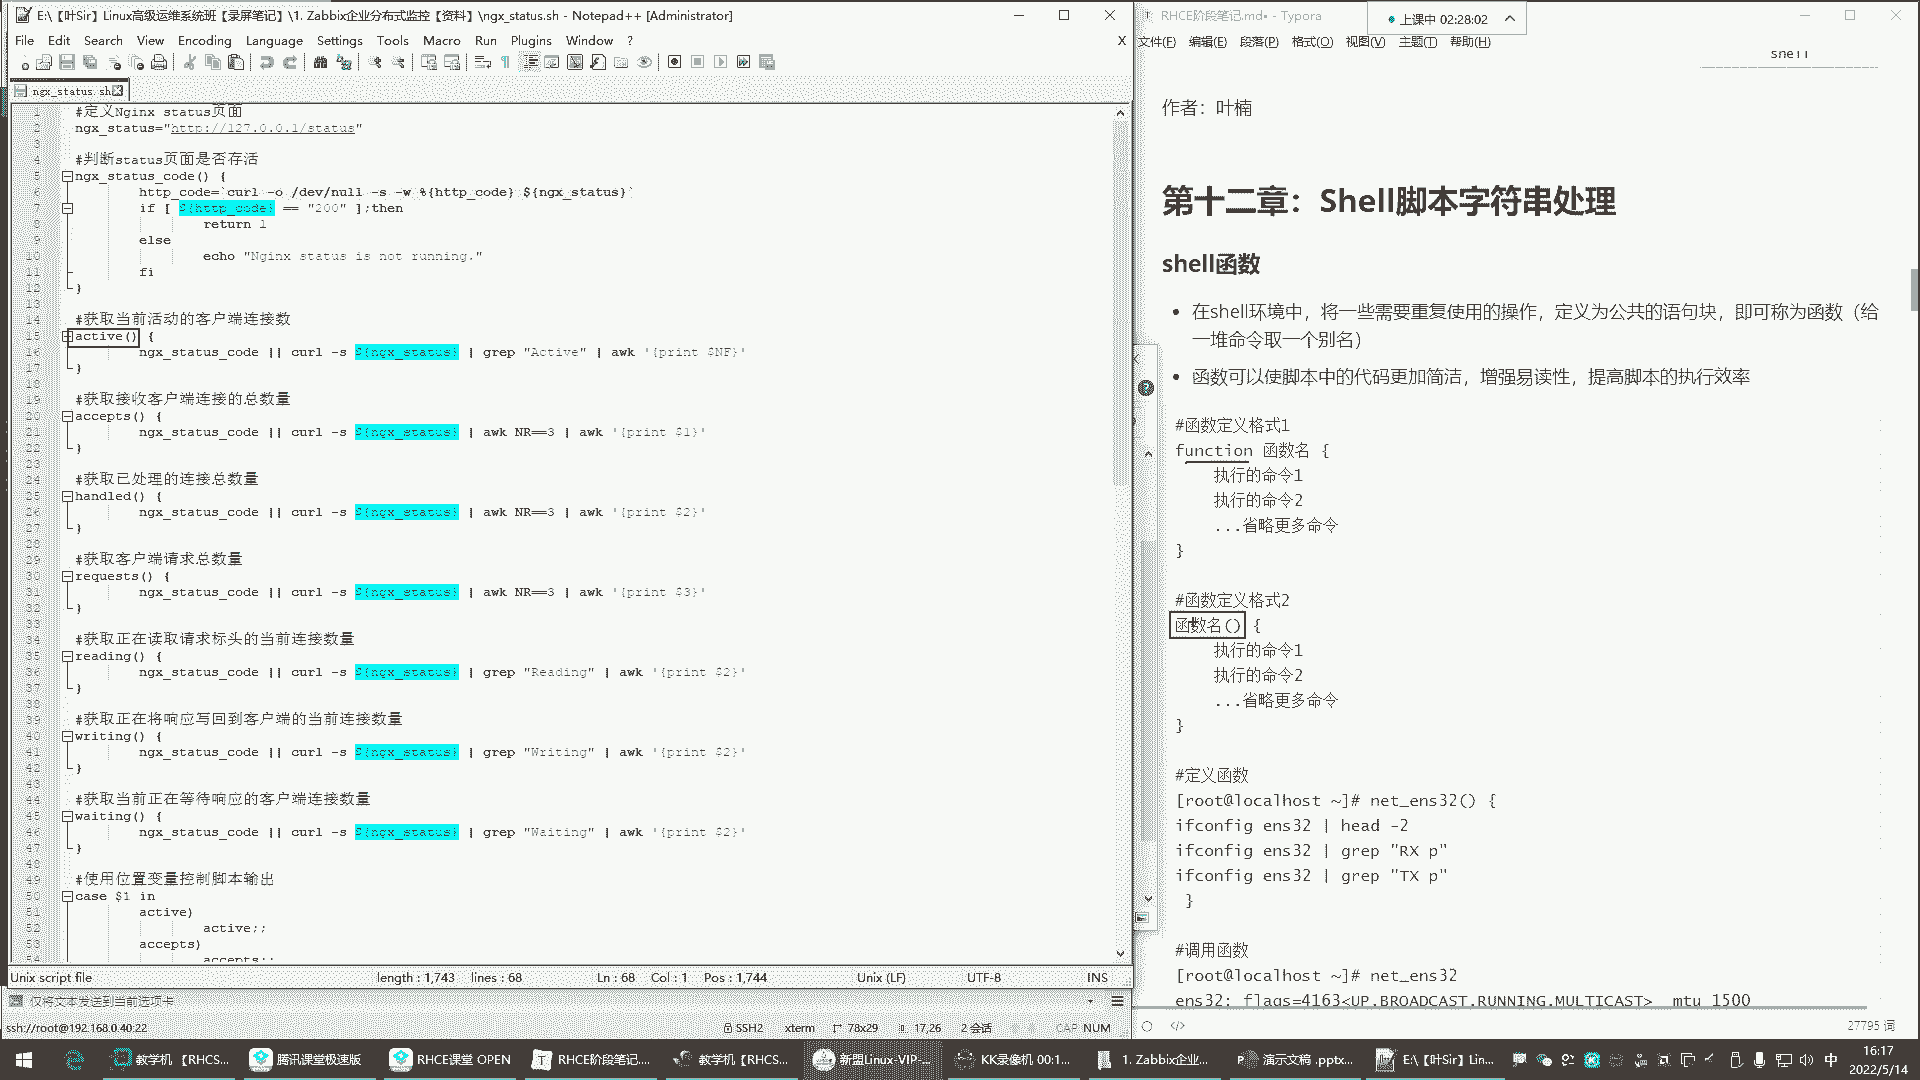 E:\【叶Sir】Linux高级运维系统班【录屏笔记】\1. Zabbix企业分布式监控【资料】\ngx_status.sh - Notepad++ [Administrator]
File Edit Search View Encoding Language Settings Tools Macro Run Plugins Window ? X
ngx_status.sh
1 #定义Nginx status页面
2 ngx_status="http://127.0.0.1/status"
3
4 #判断status页面是否存活
5 ngx_status_code() {
6 http_code=`curl -o /dev/null -s -w %{http_code} ${ngx_status}`
7 if [ ${http_code} == "200" ];then
8 return 1
9 else
10 echo "Nginx status is not running."
11 fi
12 }
13
14 #获取当前活动的客户端连接数
15 active() {
16 ngx_status_code || curl -s ${ngx_status} | grep "Active" | awk '{print $NF}'
17 }
18
19 #获取接收客户端连接的总数量
20 accepts() {
21 ngx_status_code || curl -s ${ngx_status} | awk NR==3 | awk '{print $1}'
22 }
23
24 #获取已处理的连接总数量
25 handled() {
26 ngx_status_code || curl -s ${ngx_status} | awk NR==3 | awk '{print $2}'
27 }
28
29 #获取客户端请求总数量
30 requests() {
31 ngx_status_code || curl -s ${ngx_status} | awk NR==3 | awk '{print $3}'
32 }
33
34 #获取正在读取请求标头的当前连接数量
35 reading() {
36 ngx_status_code || curl -s ${ngx_status} | grep "Reading" | awk '{print $2}'
37 }
38
39 #获取正在将响应写回到客户端的当前连接数量
40 writing() {
41 ngx_status_code || curl -s ${ngx_status} | grep "Writing" | awk '{print $2}'
42 }
43
44 #获取当前正在等待响应的客户端连接数量
45 waiting() {
46 ngx_status_code || curl -s ${ngx_status} | grep "Waiting" | awk '{print $2}'
47 }
48
49 #使用位置变量控制脚本输出
50 case $1 in
51 active)
52 active;;
53 accepts)
54 accepts;;
Unix script file length : 1,743 lines : 68 Ln : 68 Col : 1 Pos : 1,744 Unix (LF) UTF-8 INS
仅将文本发送到当前选项卡
ssh://root@192.168.0.40:22 SSH2 xterm 78x29 17,26 2 会话 CAP NUM
RHCE阶段笔记.md• - Typora
上课中 02:28:02
文件(F) 编辑(E) 段落(P) 格式(O) 视图(V) 主题(T) 帮助(H)
shell
作者：叶楠
第十二章：Shell脚本字符串处理
shell函数
• 在shell环境中，将一些需要重复使用的操作，定义为公共的语句块，即可称为函数（给
一堆命令取一个别名）
• 函数可以使脚本中的代码更加简洁，增强易读性，提高脚本的执行效率
#函数定义格式1
function 函数名 {
执行的命令1
执行的命令2
...省略更多命令
}
#函数定义格式2
函数名() {
执行的命令1
执行的命令2
...省略更多命令
}
#定义函数
[root@localhost ~]# net_ens32() {
ifconfig ens32 | head -2
ifconfig ens32 | grep "RX p"
ifconfig ens32 | grep "TX p"
}
#调用函数
[root@localhost ~]# net_ens32
ens32: flags=4163<UP,BROADCAST,RUNNING,MULTICAST> mtu 1500
27795 词
教学机 【RHCS... 腾讯课堂极速版 RHCE课堂 OPEN RHCE阶段笔记.... 教学机【RHCS... 新盟Linux-VIP-... KK录像机 00:1... 1. Zabbix企业... 演示文稿 .pptx... E:\【叶Sir】Lin... 中 16:17
2022/5/14